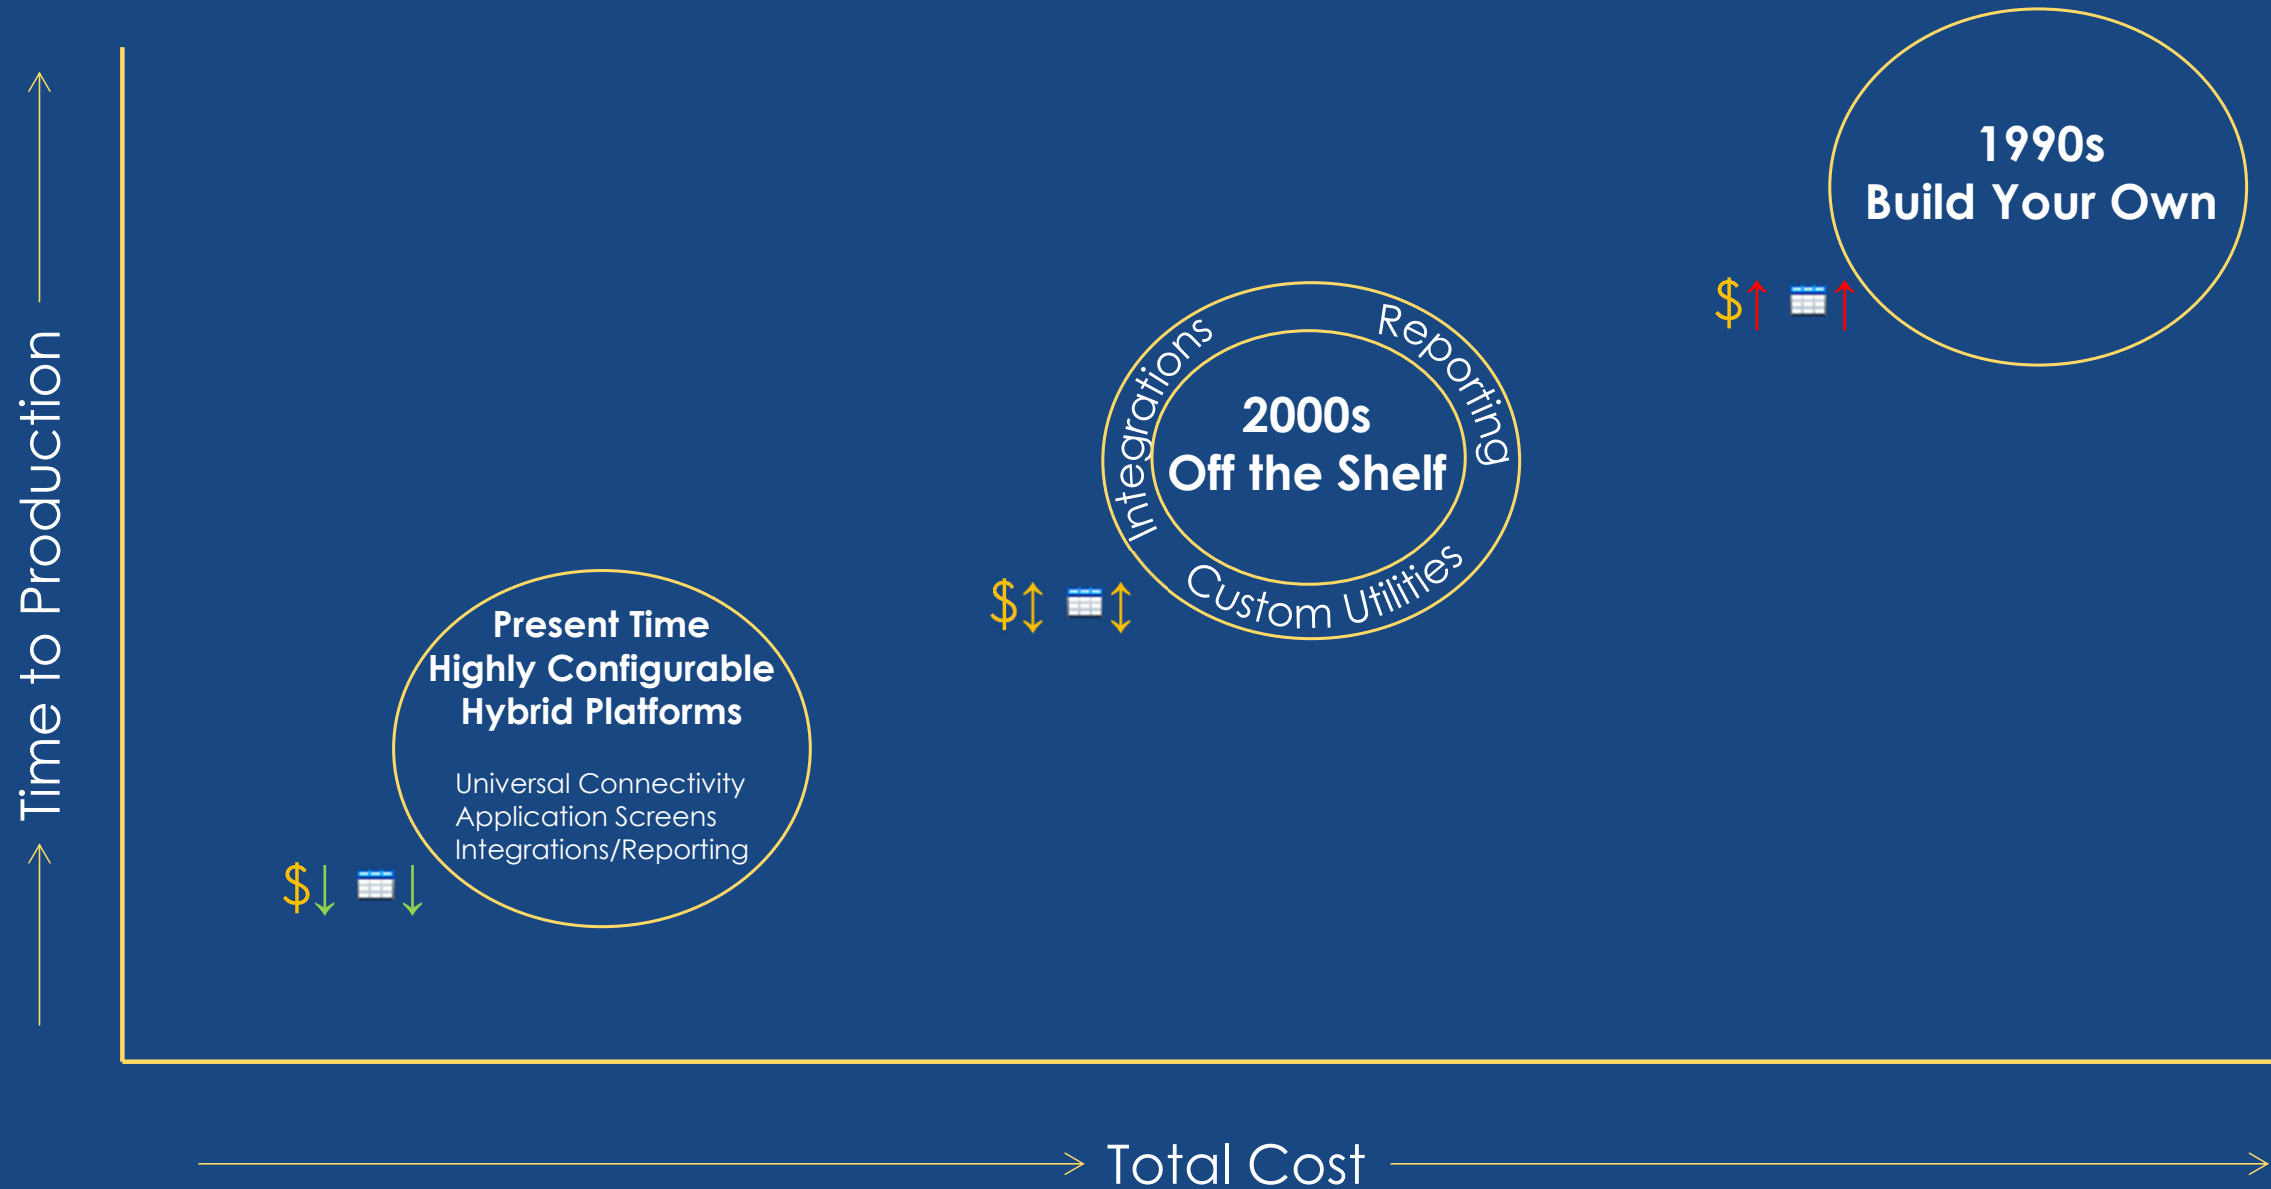 1990s
Build Your Own
$↑ ↑
Integrations
Reporting
2000s
Off the Shelf
Custom Utilities
$↕ ↕
Present Time
Highly Configurable
Hybrid Platforms
Universal Connectivity
Application Screens
Integrations/Reporting
$↓ ↓
Time to Production
Total Cost